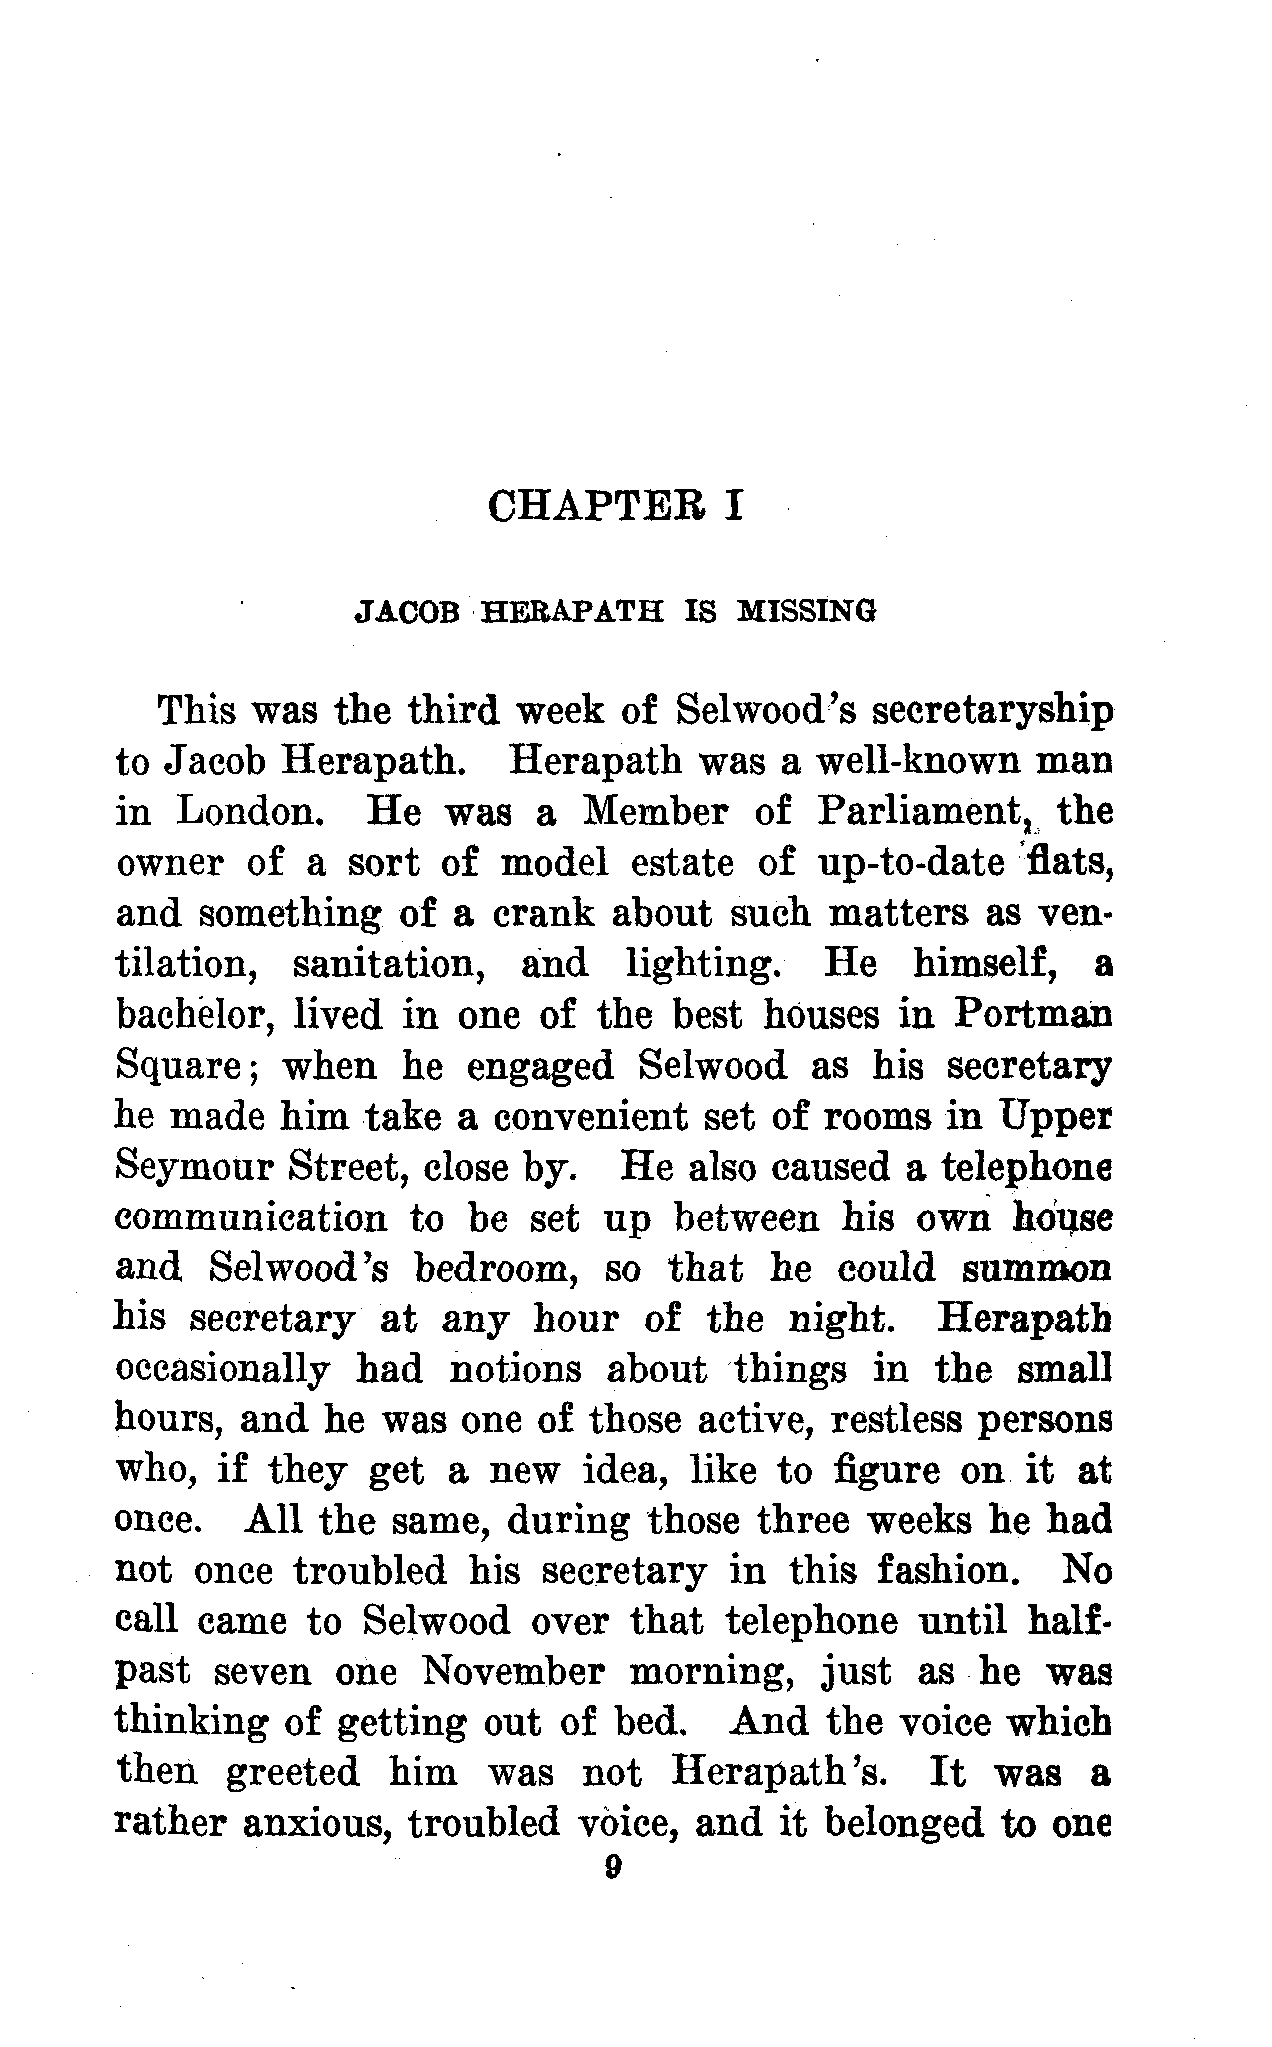 CHAPTER I
JACOB HERAPATH IS MISSING
This was the third week of Selwood's secretaryship
to Jacob Herapath. Herapath was a well-known man
in London. He was a Member of Parliament, the
owner of a sort of model estate of up-to-date flats,
and something of a crank about such matters as ven-
tilation, sanitation, and lighting. He himself, a
bachelor, lived in one of the best houses in Portman
Square; when he engaged Selwood as his secretary
he made him take a convenient set of rooms in Upper
Seymour Street, close by. He also caused a telephone
communication to be set up between his own house
and Selwood's bedroom, so that he could summon
his secretary at any hour of the night. Herapath
occasionally had notions about things in the small
hours, and he was one of those active, restless persons
who, if they get a new idea, like to figure on it at
once. All the same, during those three weeks he had
not once troubled his secretary in this fashion. No
call came to Selwood over that telephone until half-
past seven one November morning, just as he was
thinking of getting out of bed. And the voice which
then greeted him was not Herapath's. It was a
rather anxious, troubled voice, and it belonged to one
9